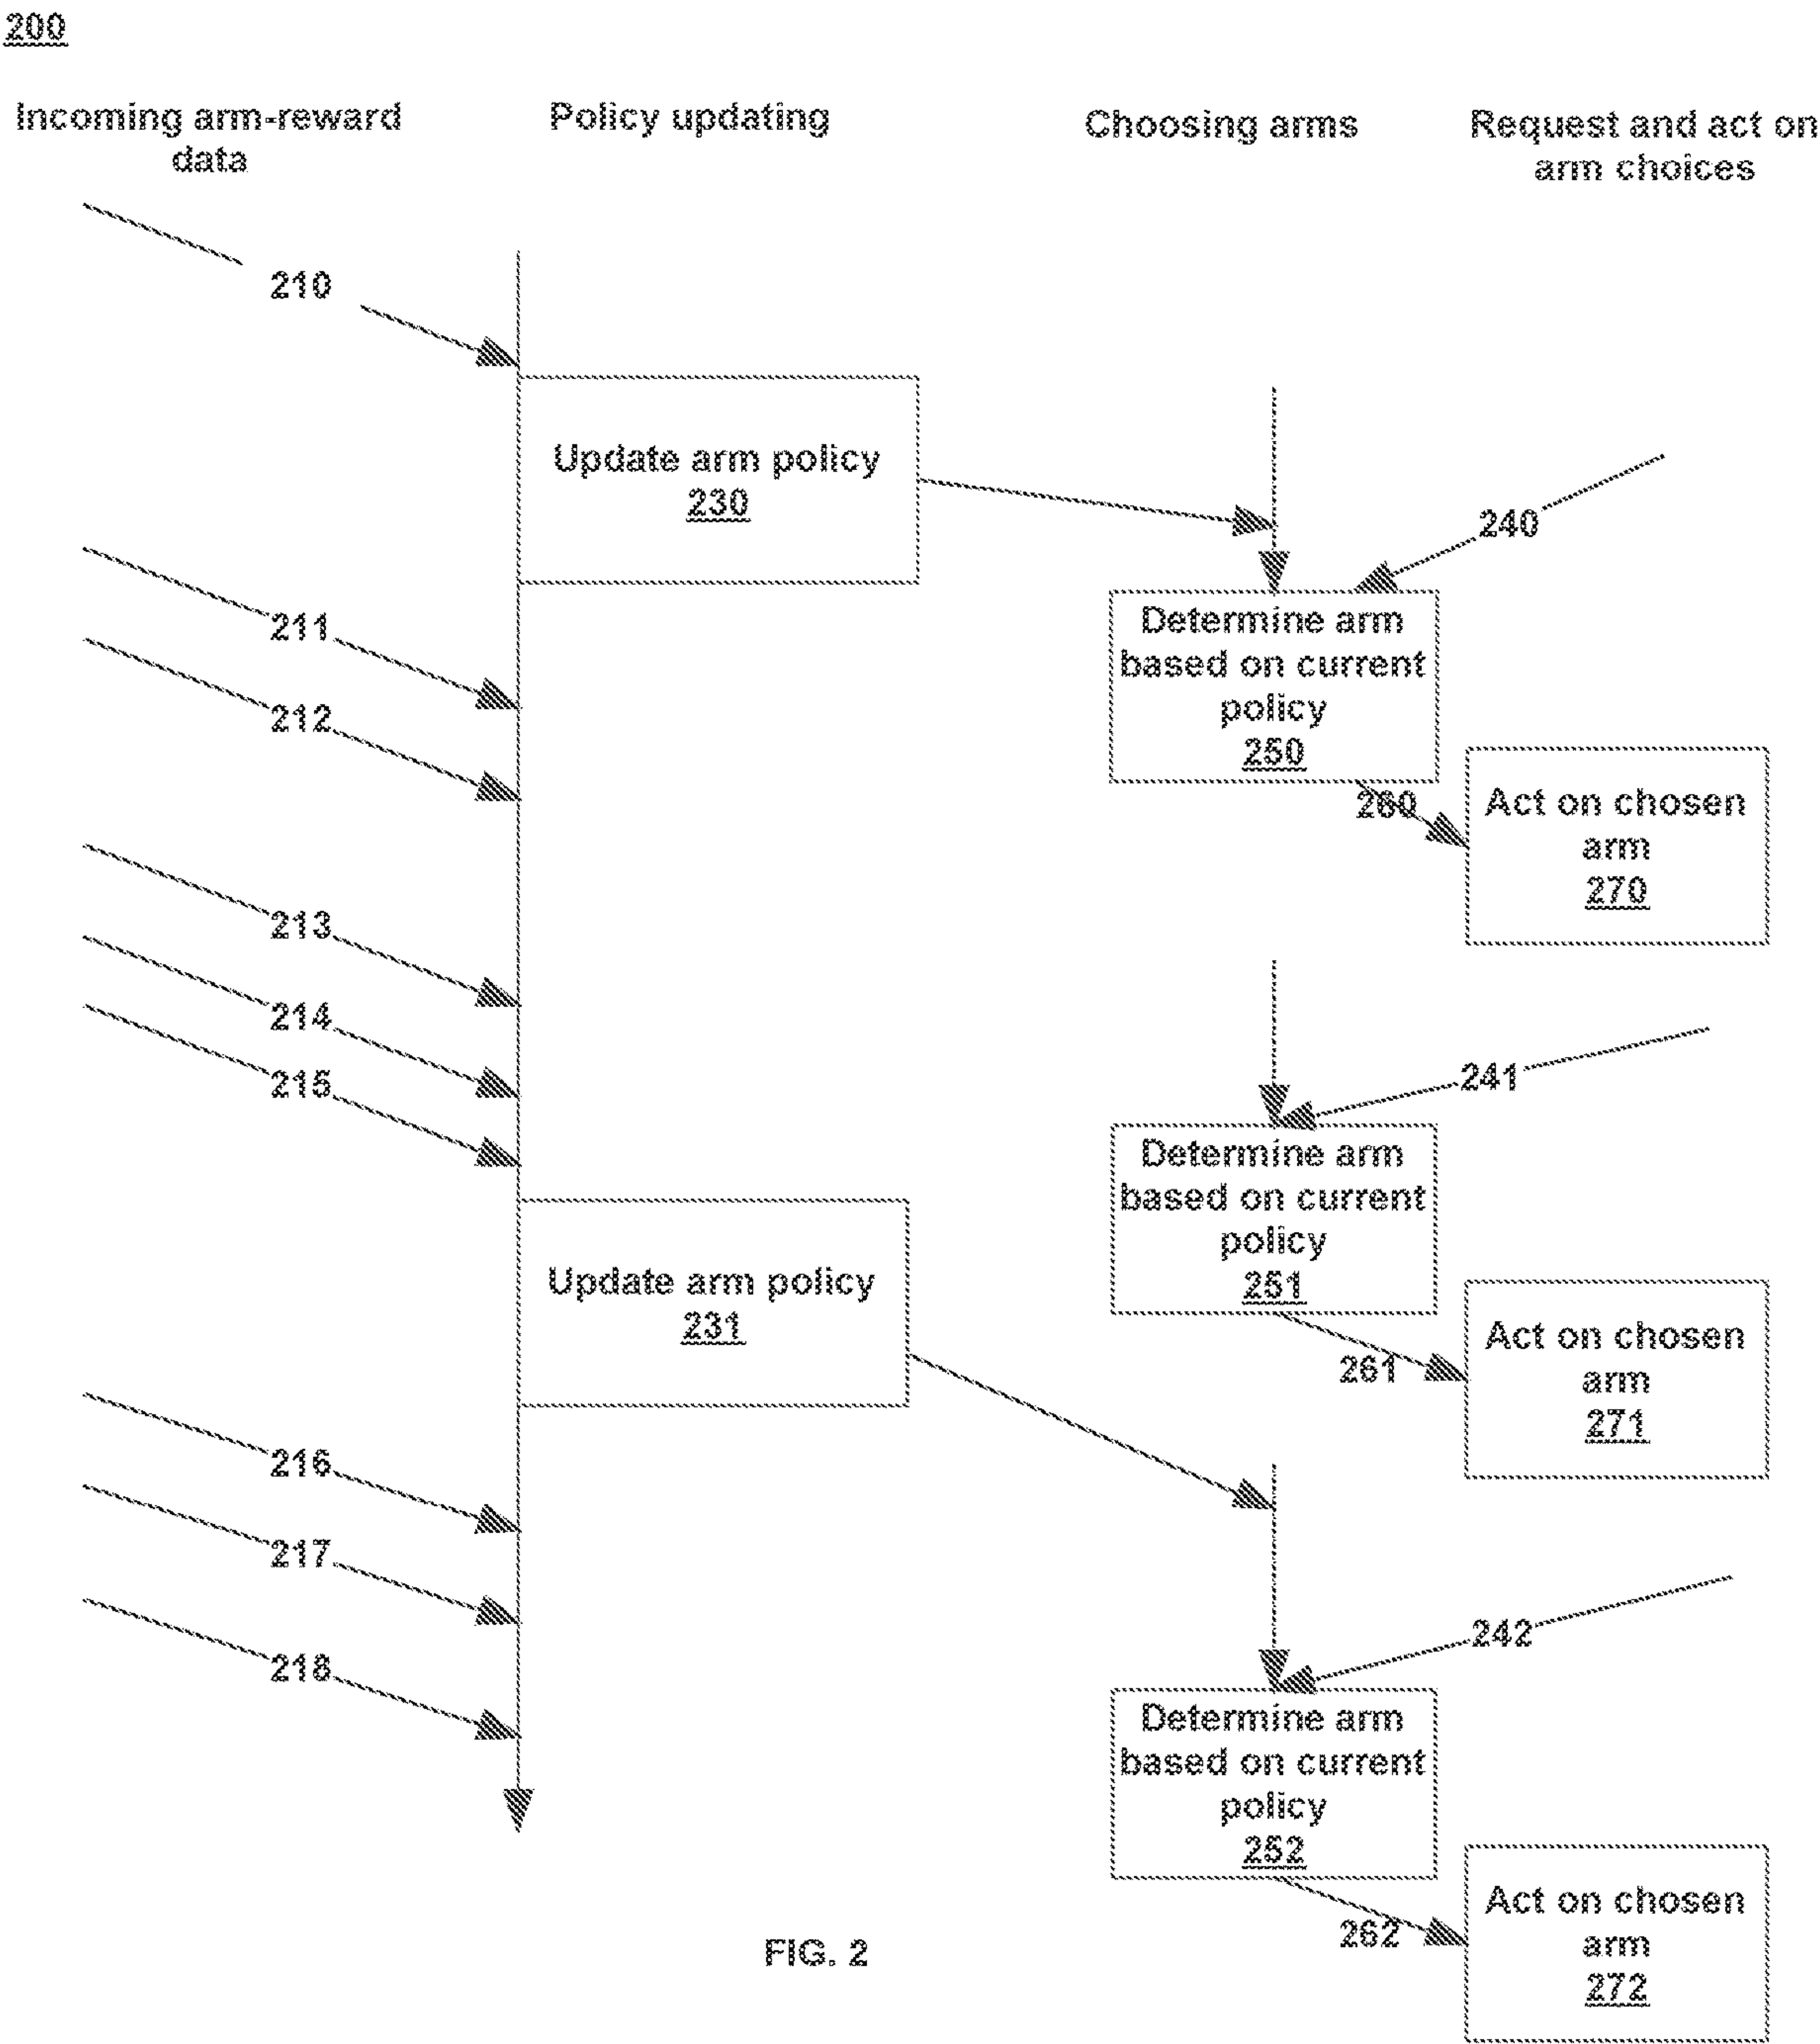 200
Incoming arm-reward
data
Policy updating
Choosing arms
Request and act on
arm choices
210
Update arm policy
230
240
211
212
Determine arm
based on current
policy
250
260
Act on chosen
arm
270
213
214
215
241
Determine arm
based on current
policy
251
Update arm policy
231
261
Act on chosen
arm
271
216
217
218
242
Determine arm
based on current
policy
252
262
Act on chosen
arm
272
FIG. 2